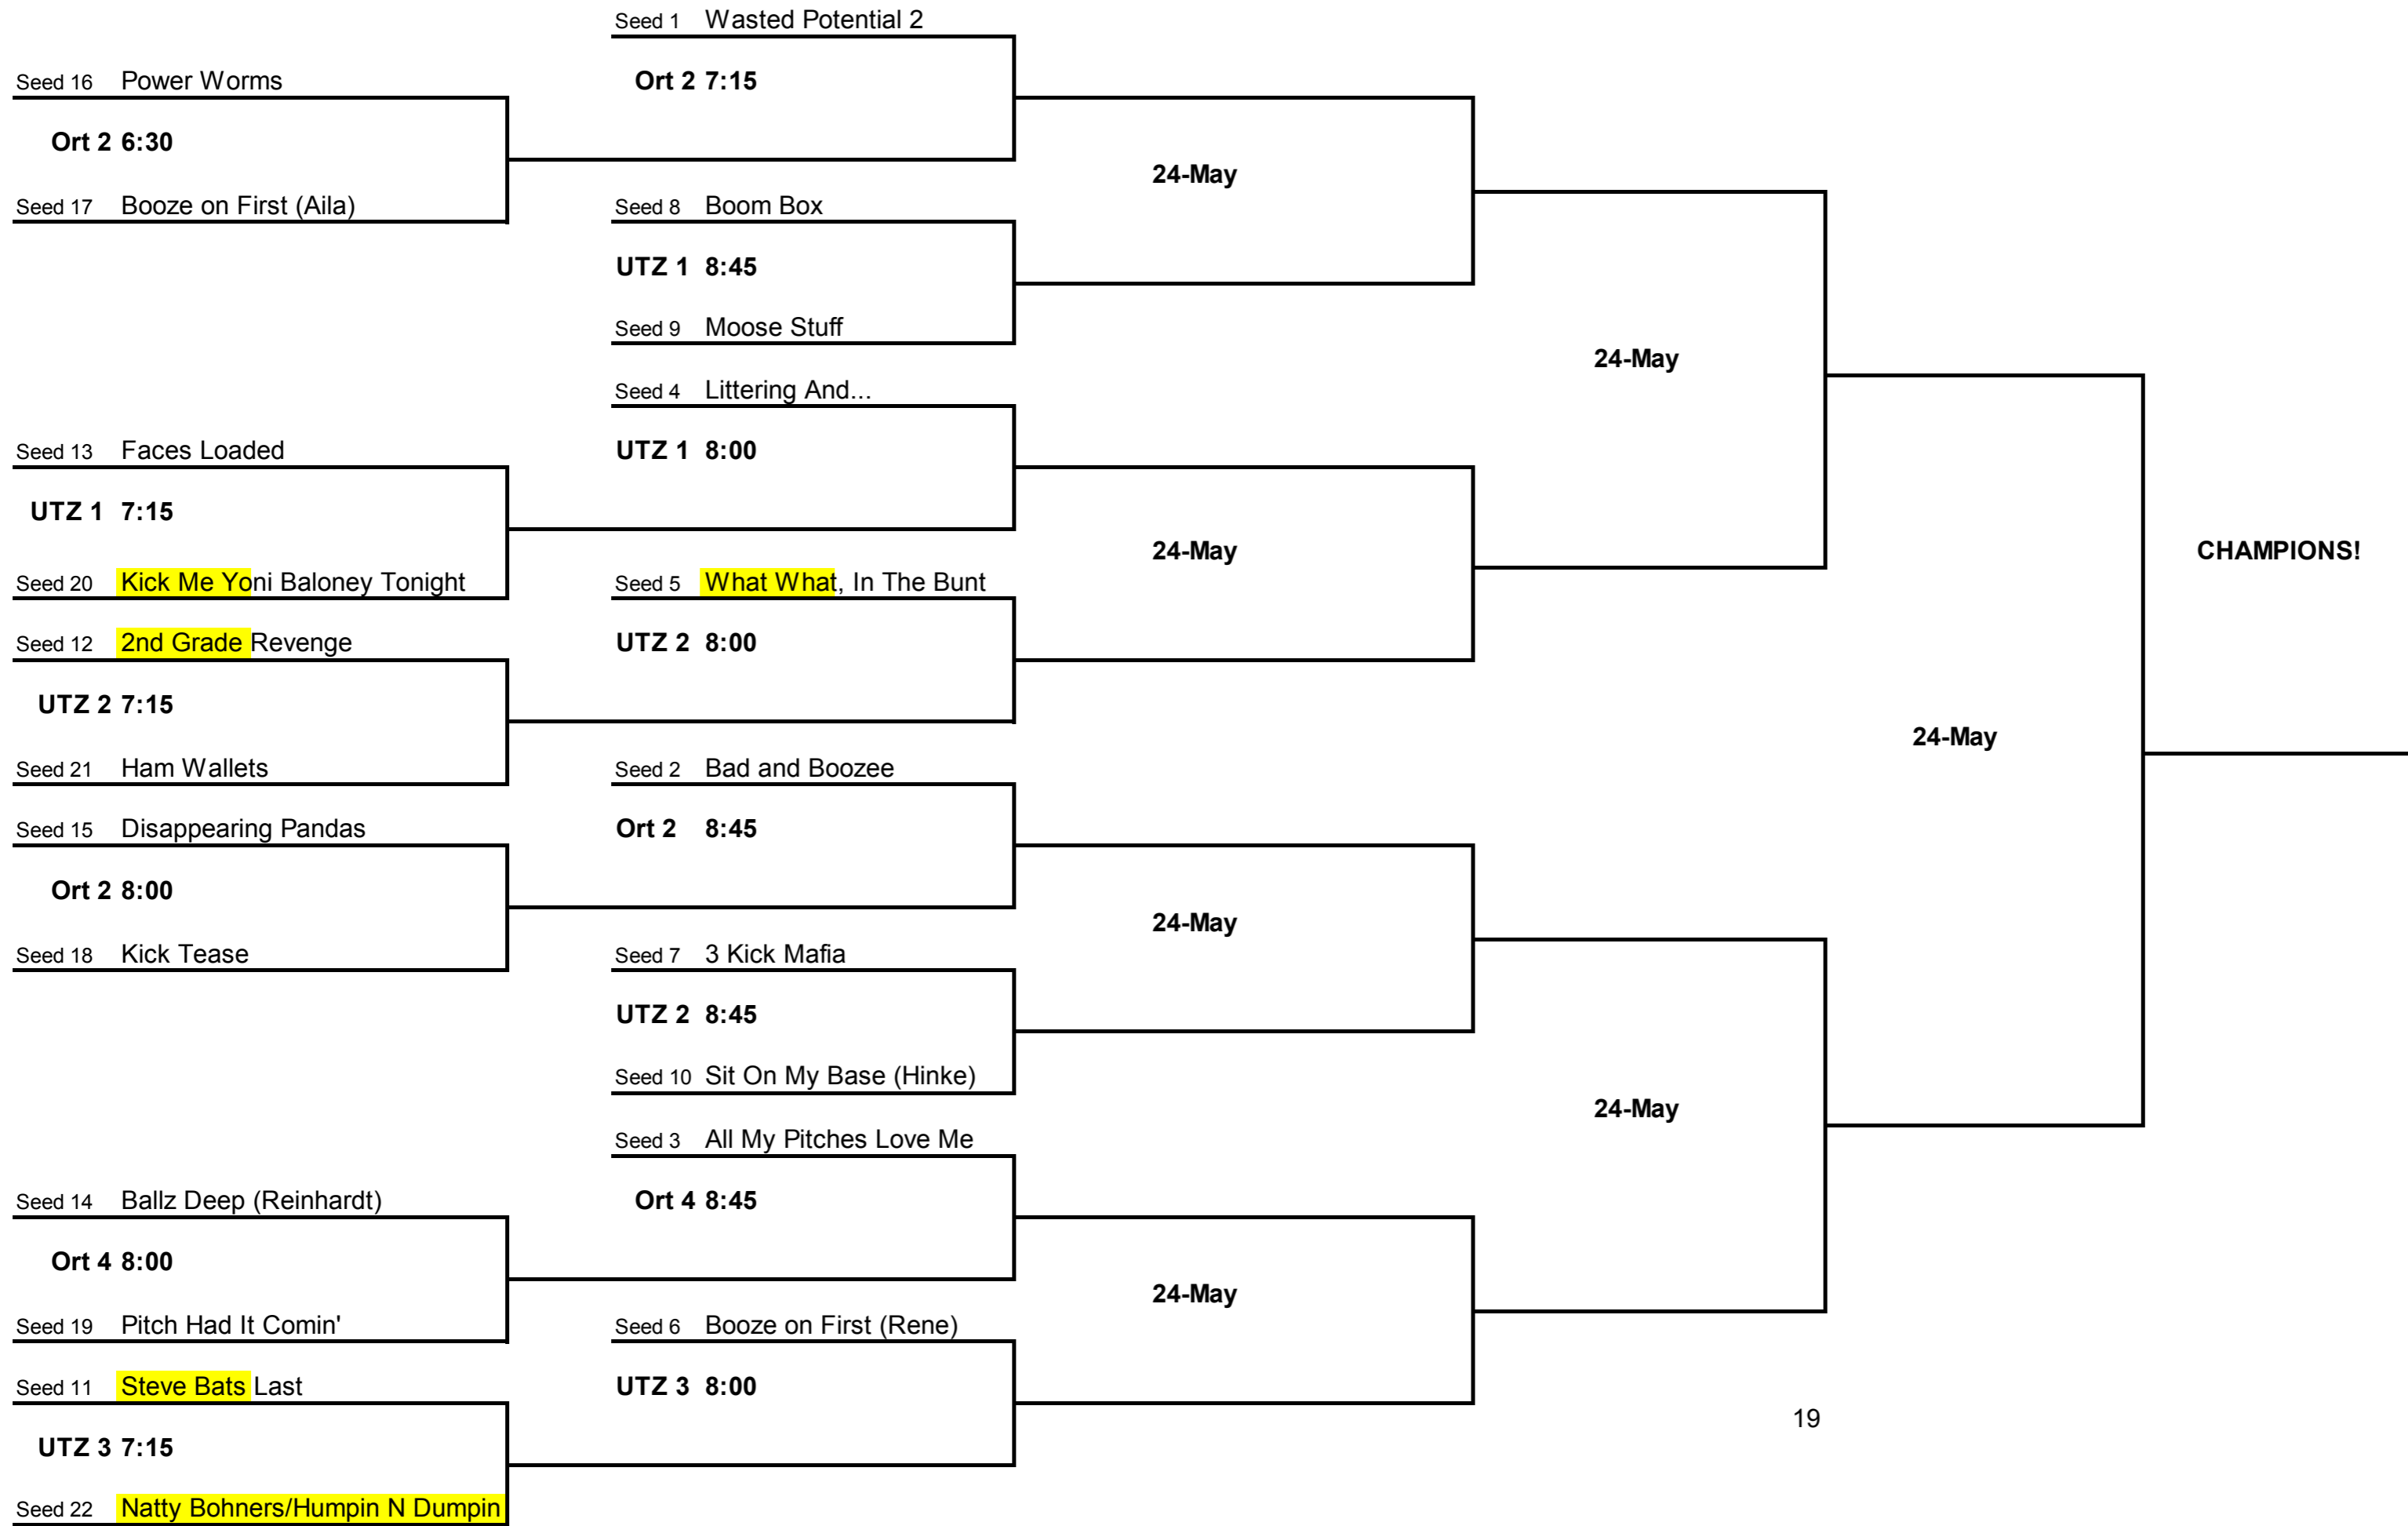 Seed 1 Wasted Potential 2
Seed 16 Power Worms
Ort 2 7:15
Ort 2 6:30
24-May
Seed 17 Booze on First (Aila)
Seed 8 Boom Box
UTZ 1 8:45
Seed 9 Moose Stuff
24-May
Seed 4 Littering And...
Seed 13 Faces Loaded
UTZ 1 8:00
UTZ 1 7:15
24-May
CHAMPIONS!
Seed 20 Kick Me Yoni Baloney Tonight
Seed 5 What What, In The Bunt
Seed 12 2nd Grade Revenge
UTZ 2 8:00
UTZ 2 7:15
24-May
Seed 21 Ham Wallets
Seed 2 Bad and Boozee
Seed 15 Disappearing Pandas
Ort 2 8:45
Ort 2 8:00
24-May
Seed 18 Kick Tease
Seed 7 3 Kick Mafia
UTZ 2 8:45
Seed 10 Sit On My Base (Hinke)
24-May
Seed 3 All My Pitches Love Me
Seed 14 Ballz Deep (Reinhardt)
Ort 4 8:45
Ort 4 8:00
24-May
Seed 19 Pitch Had It Comin'
Seed 6 Booze on First (Rene)
Seed 11 Steve Bats Last
UTZ 3 8:00
19
UTZ 3 7:15
Seed 22 Natty Bohners/Humpin N Dumpin